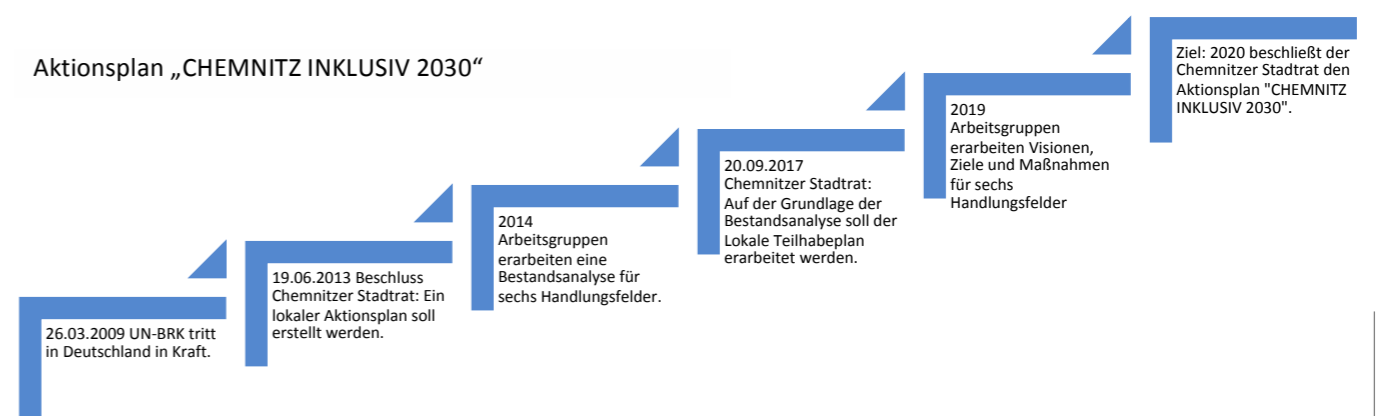 Aktionsplan „CHEMNITZ INKLUSIV 2030“
26.03.2009 UN-BRK tritt
in Deutschland in Kraft.
19.06.2013 Beschluss
Chemnitzer Stadtrat: Ein
lokaler Aktionsplan soll
erstellt werden.
2014
Arbeitsgruppen
erarbeiten eine
Bestandsanalyse für
sechs Handlungsfelder.
20.09.2017
Chemnitzer Stadtrat:
Auf der Grundlage der
Bestandsanalyse soll der
Lokale Teilhabeplan
erarbeitet werden.
2019
Arbeitsgruppen
erarbeiten Visionen,
Ziele und Maßnahmen
für sechs
Handlungsfelder
Ziel: 2020 beschließt der
Chemnitzer Stadtrat den
Aktionsplan "CHEMNITZ
INKLUSIV 2030".